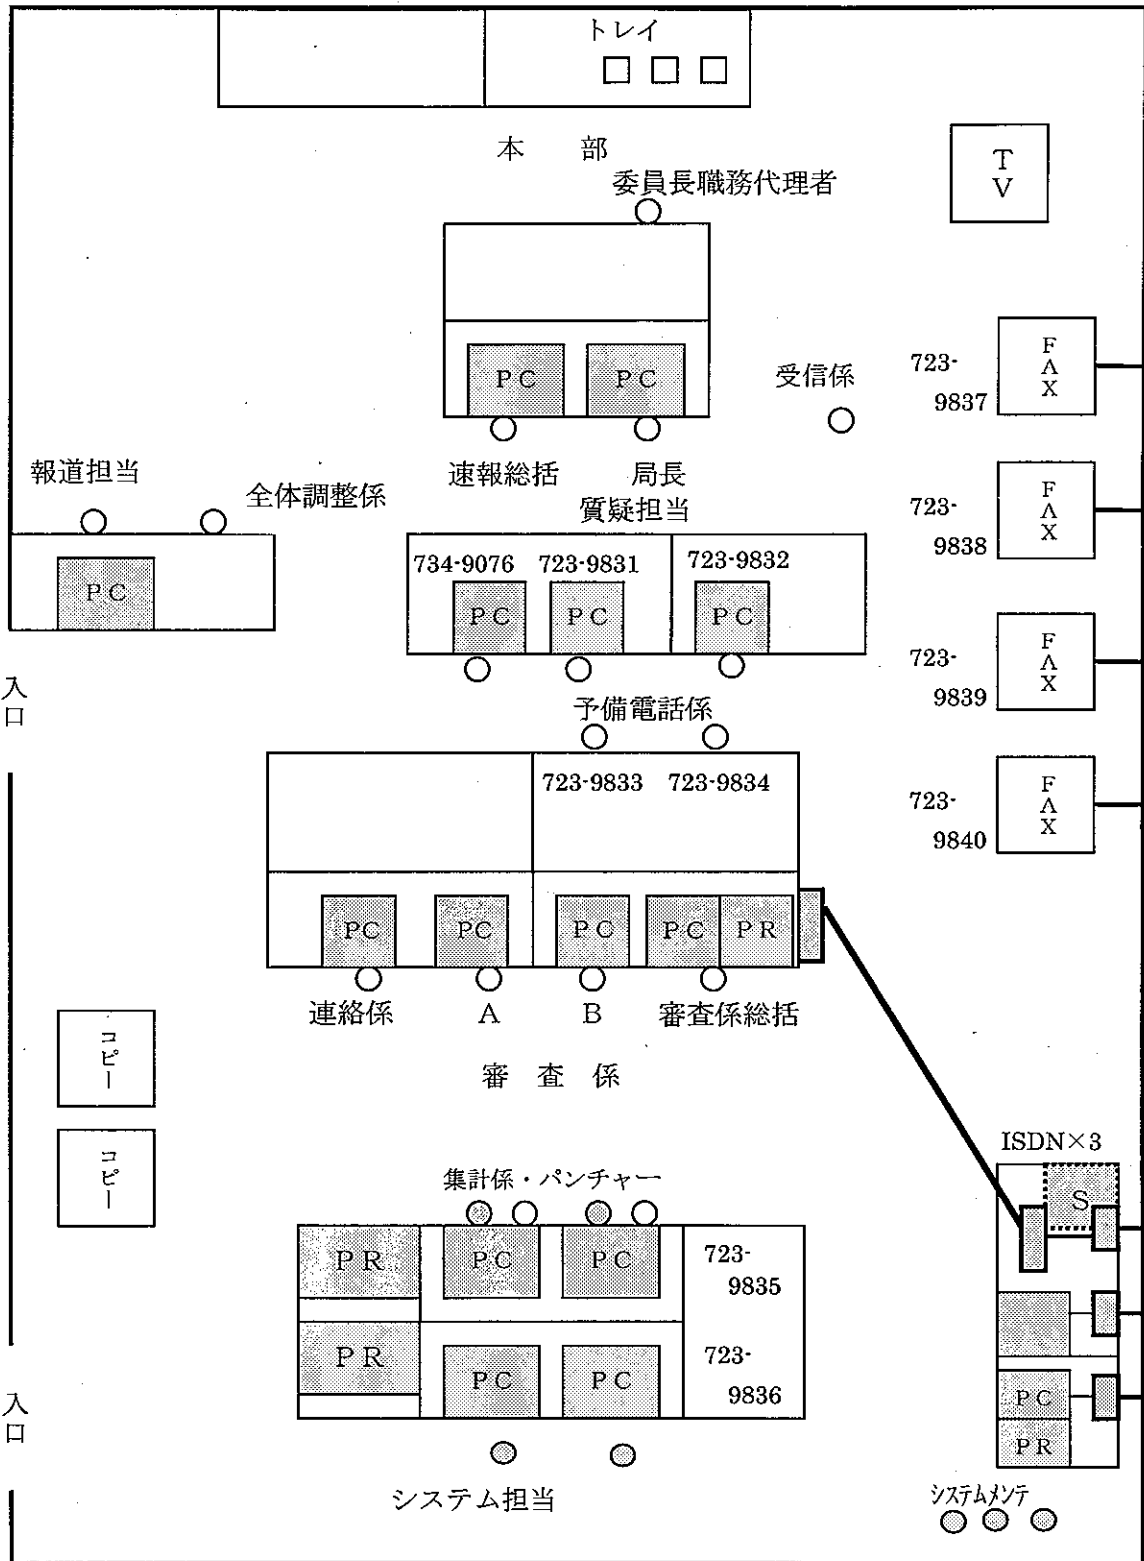 トレイ
本　部
委員長職務代理者
T
V
PC
PC
速報総括
局長
受信係
723-
9837
FAX
報道担当
全体調整係
PC
質疑担当
734-9076
723-9831
723-9832
PC
PC
PC
723-
9838
FAX
723-
9839
FAX
入口
予備電話係
723-9833
723-9834
723-
9840
FAX
PC
PC
PC
PC
PR
連絡係
A
B
審査係総括
審　査　係
コピー
コピー
ISDN×3
S
集計係・パンチャー
PR
PC
PC
723-
9835
PR
PC
PC
723-
9836
PC
PR
入口
システム担当
システムメンテ